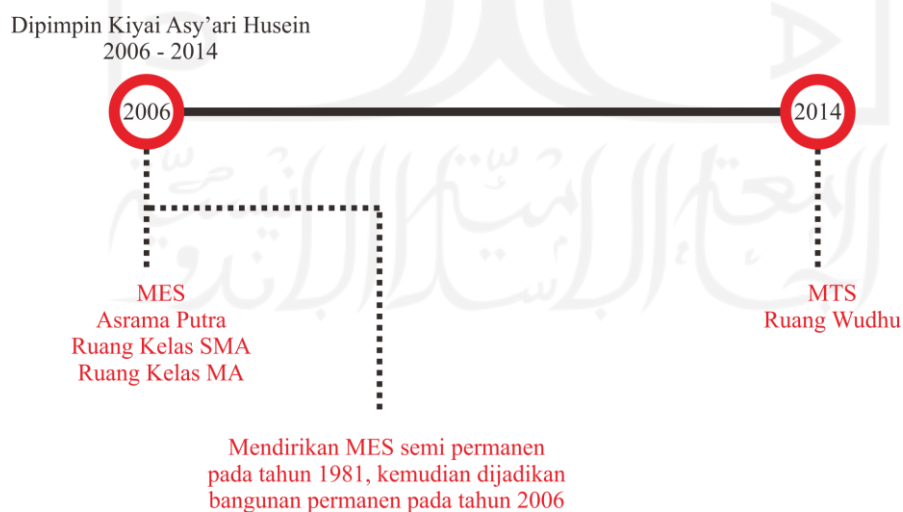 Dipimpin Kiyai Asy’ari Husein
2006 - 2014
2006
2014
MES
Asrama Putra
Ruang Kelas SMA
Ruang Kelas MA
MTS
Ruang Wudhu
Mendirikan MES semi permanen
pada tahun 1981, kemudian dijadikan
bangunan permanen pada tahun 2006